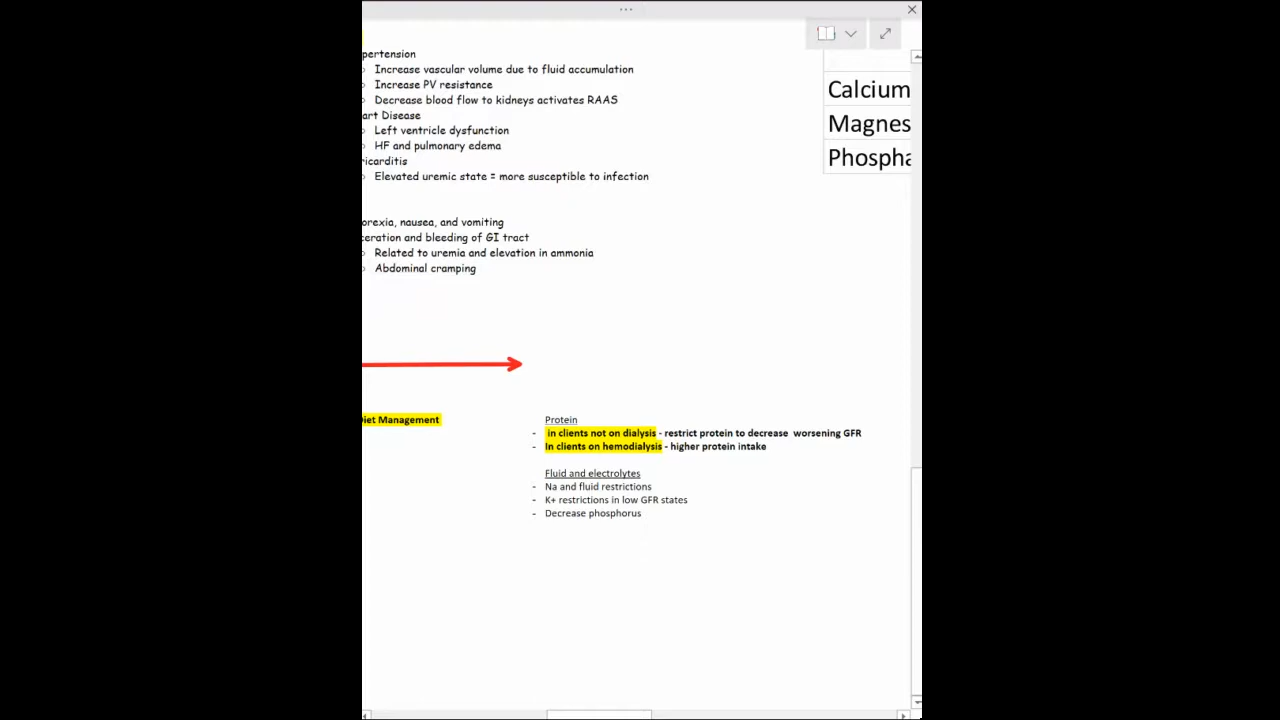 pertension
Increase vascular volume due to fluid accumulation
Increase PV resistance
Decrease blood flow to kidneys activates RAAS
art Disease
Left ventricle dysfunction
HF and pulmonary edema
ricarditis
Elevated uremic state = more susceptible to infection
orexia, nausea, and vomiting
ceration and bleeding of GI tract
Related to uremia and elevation in ammonia
Abdominal cramping
Calcium
Magnes
Phospha
iet Management
Protein
- in clients not on dialysis - restrict protein to decrease worsening GFR
- In clients on hemodialysis - higher protein intake
Fluid and electrolytes
- Na and fluid restrictions
- K+ restrictions in low GFR states
- Decrease phosphorus